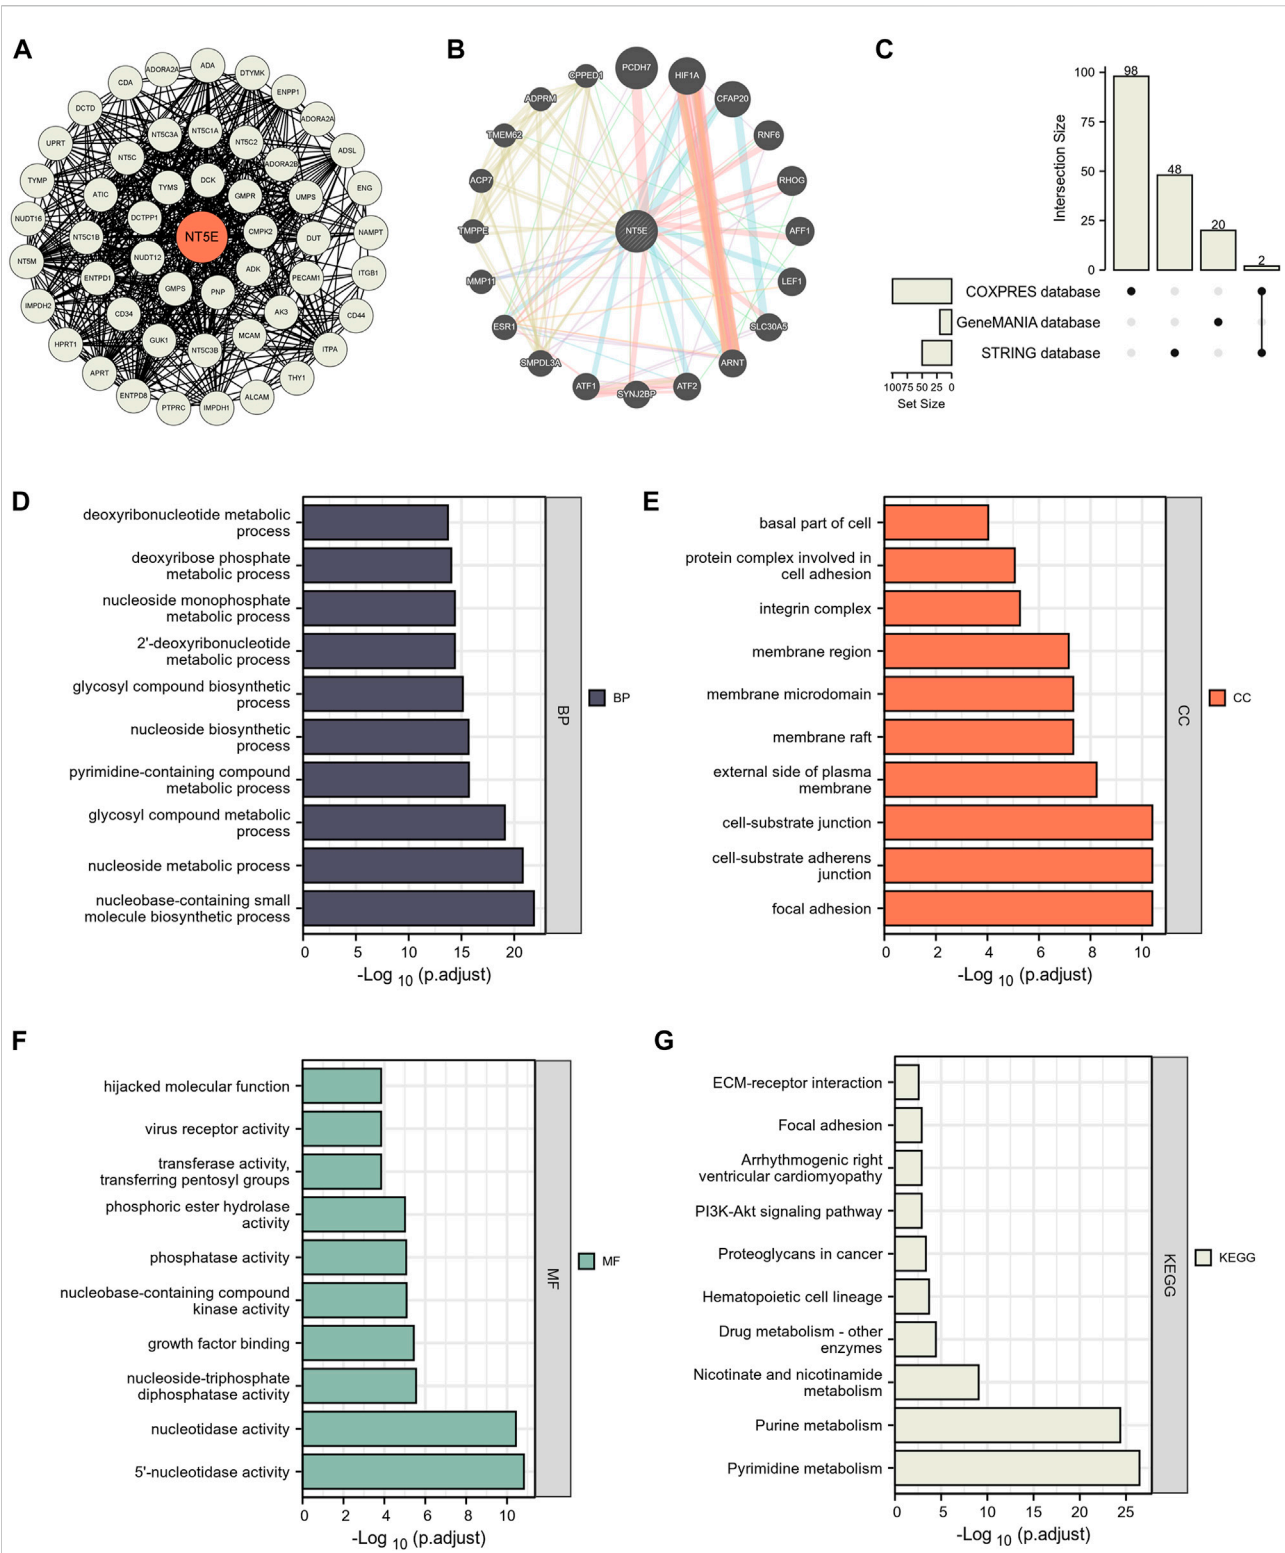 A
ADORA2A
ADA
DTYMK
CDA
ENPP1
DCTD
ADORA2A
NT5C3A
NT5C1A
NT5C2
UPRT
NT5C
ADORA2B
ADSL
TYMP
ATIC
TYMS
DCK
GMPR
UMPS
ENG
NUDT16
DCTPP1
NT5C1B
NT5E
CMPK2
DUT
NAMPT
NT5M
NUDT12
ENTPD1
ADK
PECAM1
ITGB1
IMPDH2
GMPS
PNP
CD34
AK3
CD44
HPRT1
GUK1
NT5C3B
MCAM
ITPA
APRT
THY1
ENTPD8
PTPRC
IMPDH1
ALCAM
B
PCDH7
HIF1A
CPPED1
CFAP20
ADPRM
RNF6
TMEM62
RHOG
ACP7
AFF1
TMPPE
NT5E
LEF1
MMP11
SLC30A5
ESR1
ARNT
SMPDL3A
ATF1
SYNJ2BP
ATF2
C
Intersection Size
100
75
50
25
0
98
48
20
2
COXPRES database
GeneMANIA database
STRING database
100 75 50 25 0
Set Size
D
deoxyribonucleotide metabolic
process
deoxyribose phosphate
metabolic process
nucleoside monophosphate
metabolic process
2'-deoxyribonucleotide
metabolic process
glycosyl compound biosynthetic
process
nucleoside biosynthetic
process
pyrimidine-containing compound
metabolic process
glycosyl compound metabolic
process
nucleoside metabolic process
nucleobase-containing small
molecule biosynthetic process
0 5 10 15 20
-Log 10 (p.adjust)
BP
BP
E
basal part of cell
protein complex involved in
cell adhesion
integrin complex
membrane region
membrane microdomain
membrane raft
external side of plasma
membrane
cell-substrate junction
cell-substrate adherens
junction
focal adhesion
0 2 4 6 8 10
-Log 10 (p.adjust)
CC
CC
F
hijacked molecular function
virus receptor activity
transferase activity,
transferring pentosyl groups
phosphoric ester hydrolase
activity
phosphatase activity
nucleobase-containing compound
kinase activity
growth factor binding
nucleoside-triphosphate
diphosphatase activity
nucleotidase activity
5'-nucleotidase activity
0 2 4 6 8 10
-Log 10 (p.adjust)
MF
MF
G
ECM-receptor interaction
Focal adhesion
Arrhythmogenic right
ventricular cardiomyopathy
PI3K-Akt signaling pathway
Proteoglycans in cancer
Hematopoietic cell lineage
Drug metabolism - other
enzymes
Nicotinate and nicotinamide
metabolism
Purine metabolism
Pyrimidine metabolism
0 5 10 15 20 25
-Log 10 (p.adjust)
KEGG
KEGG